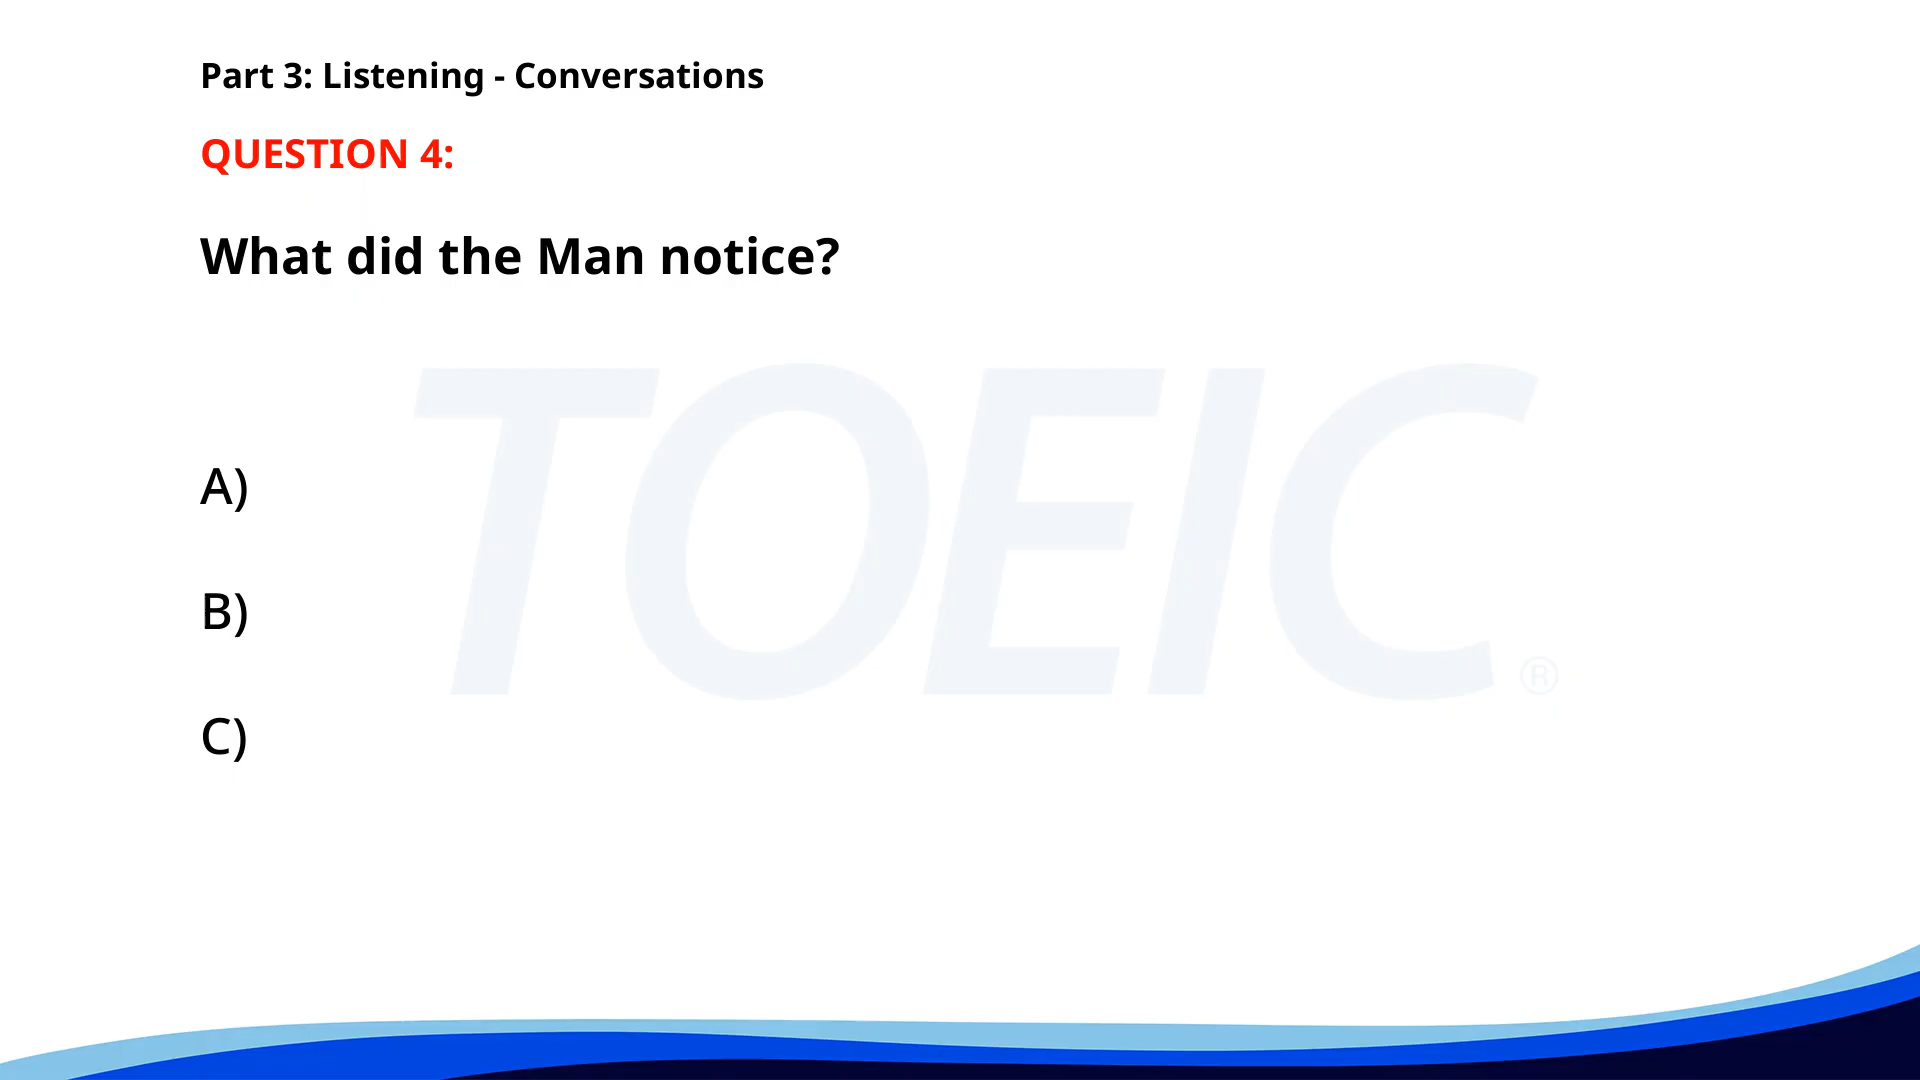 Part 3: Listening - Conversations
QUESTION 4:
What did the Man notice?
TOEIC®
A)
B)
C)